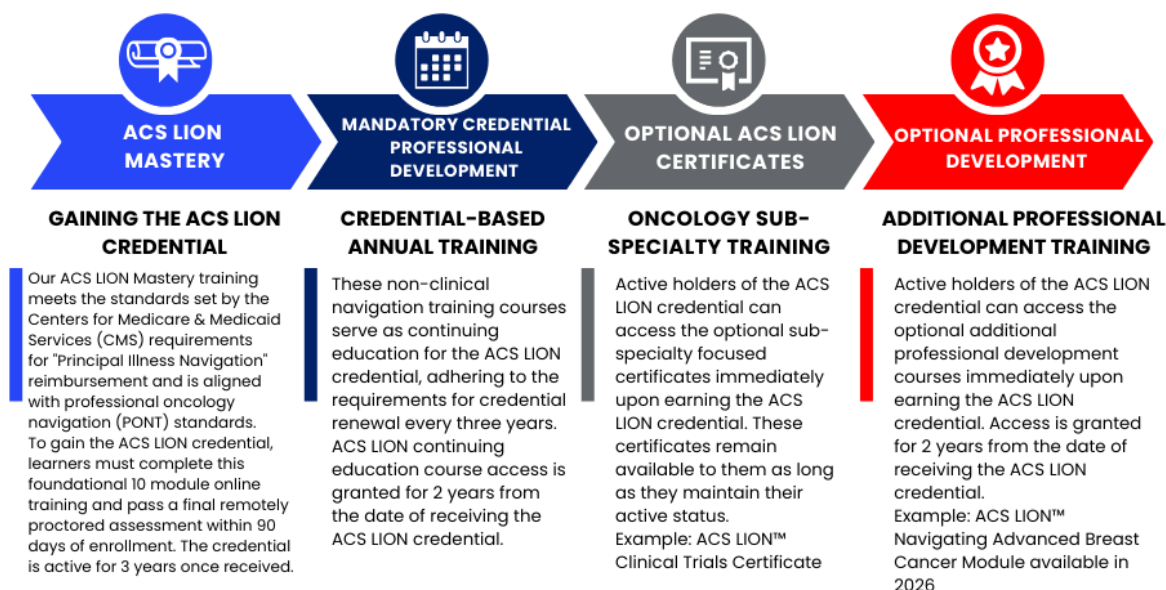 ACS LION
MASTERY
MANDATORY CREDENTIAL
PROFESSIONAL
DEVELOPMENT
OPTIONAL ACS LION
CERTIFICATES
OPTIONAL PROFESSIONAL
DEVELOPMENT
GAINING THE ACS LION
CREDENTIAL
Our ACS LION Mastery training
meets the standards set by the
Centers for Medicare & Medicaid
Services (CMS) requirements
for "Principal Illness Navigation"
reimbursement and is aligned
with professional oncology
navigation (PONT) standards.
To gain the ACS LION credential,
learners must complete this
foundational 10 module online
training and pass a final remotely
proctored assessment within 90
days of enrollment. The credential
is active for 3 years once received.
CREDENTIAL-BASED
ANNUAL TRAINING
These non-clinical
navigation training courses
serve as continuing
education for the ACS LION
credential, adhering to the
requirements for credential
renewal every three years.
ACS LION continuing
education course access is
granted for 2 years from
the date of receiving the
ACS LION credential.
ONCOLOGY SUB-
SPECIALTY TRAINING
Active holders of the ACS
LION credential can
access the optional sub-
specialty focused
certificates immediately
upon earning the ACS
LION credential. These
certificates remain
available to them as long
as they maintain their
active status.
Example: ACS LION™
Clinical Trials Certificate
ADDITIONAL PROFESSIONAL
DEVELOPMENT TRAINING
Active holders of the ACS LION
credential can access the
optional additional
professional development
courses immediately upon
earning the ACS LION
credential. Access is granted
for 2 years from the date of
receiving the ACS LION
credential.
Example: ACS LION™
Navigating Advanced Breast
Cancer Module available in
2026